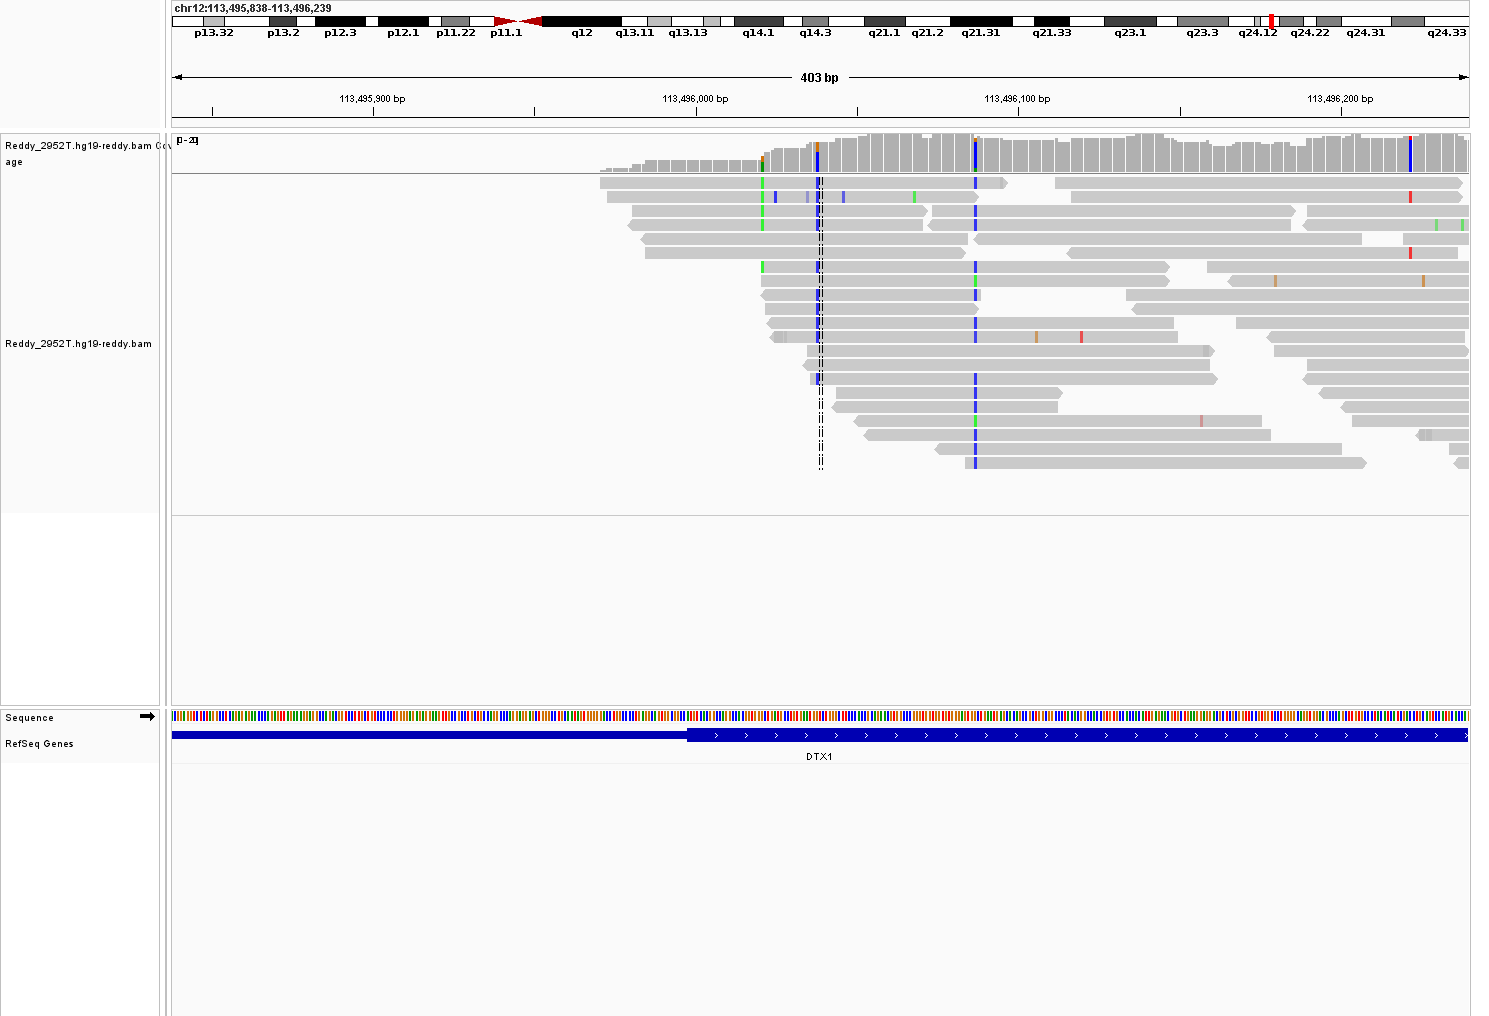 chr12:113,495,838-113,496,239
p13.32 p13.2 p12.3 p12.1 p11.22 p11.1 q12 q13.11 q13.13 q14.1 q14.3 q21.1 q21.2 q21.31 q21.33 q23.1 q23.3 q24.12 q24.22 q24.31 q24.33
403 bp
113,495,900 bp 113,496,000 bp 113,496,100 bp 113,496,200 bp
Reddy_2952T.hg19-reddy.bam Cov
age
[0 - 20]
Reddy_2952T.hg19-reddy.bam
Sequence
RefSeq Genes
DTX1